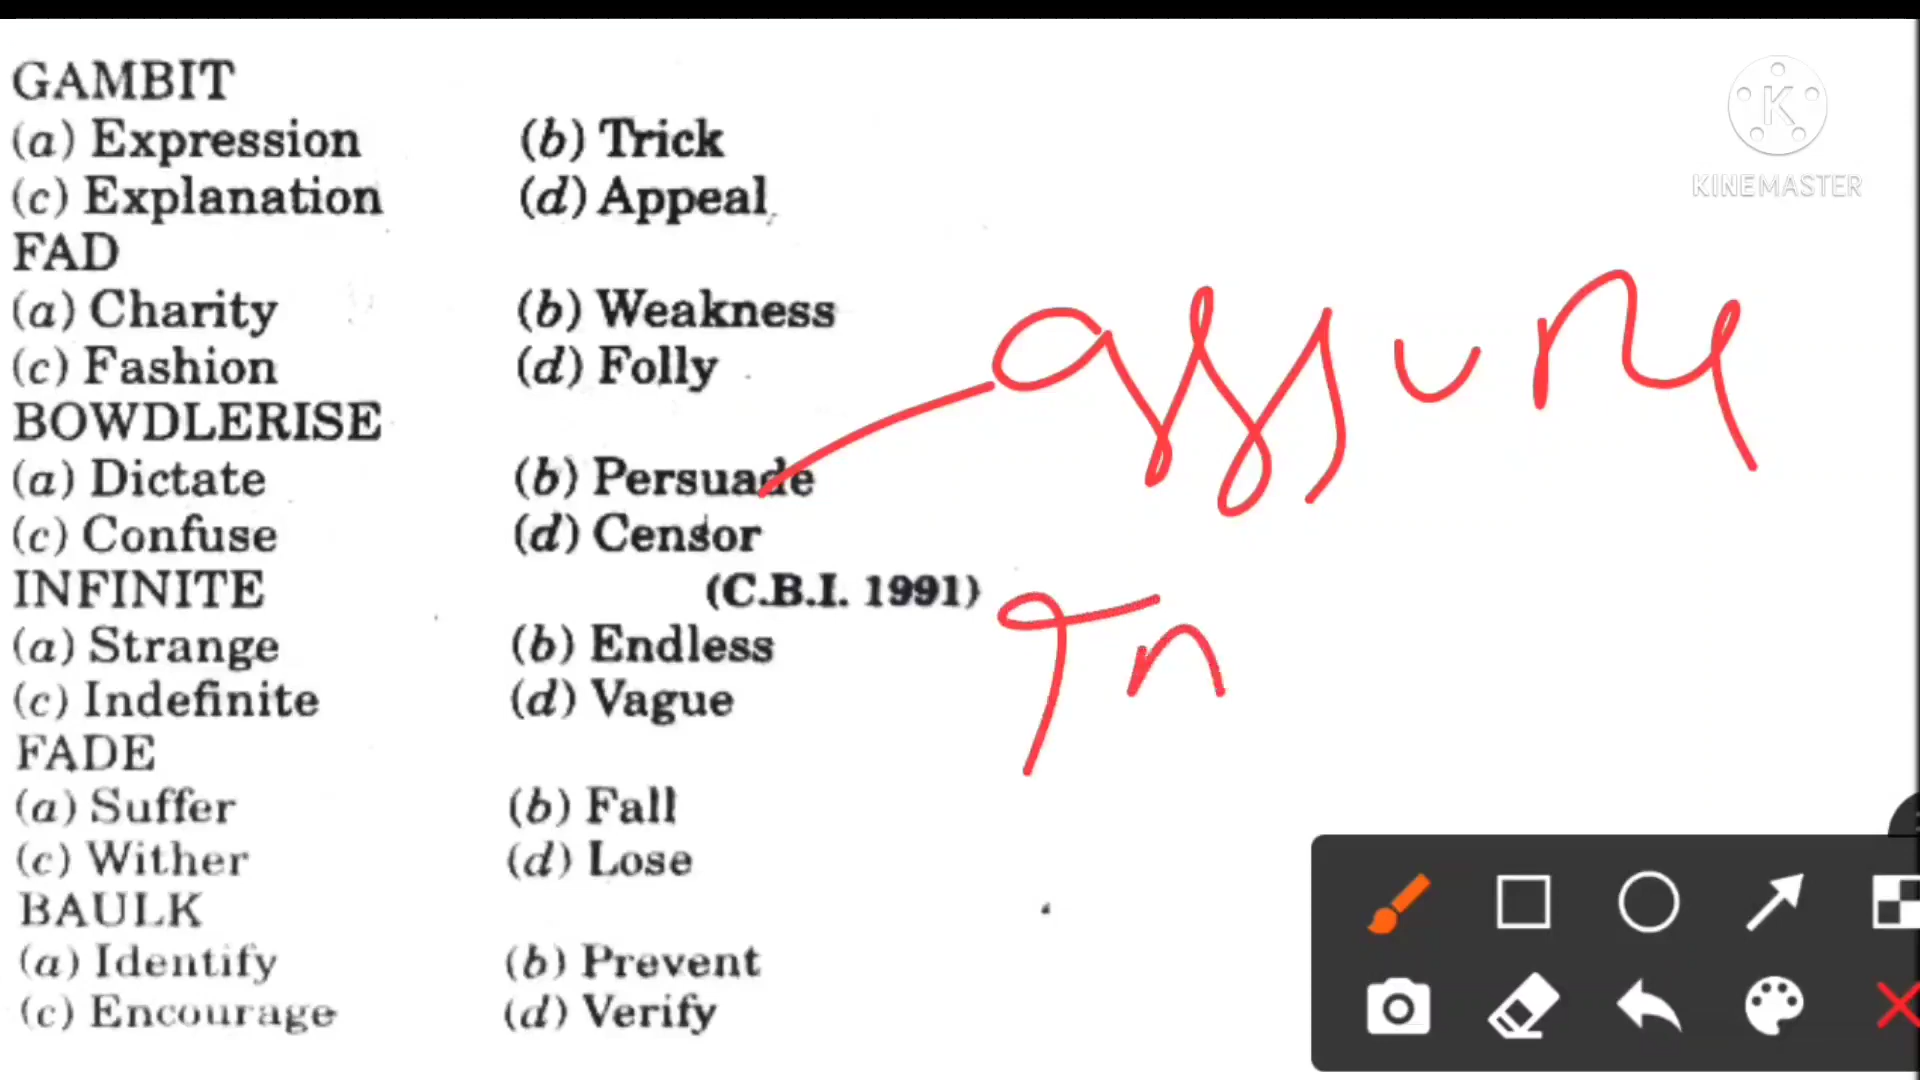 GAMBIT
(a) Expression (b) Trick
(c) Explanation (d) Appeal
FAD
(a) Charity (b) Weakness
(c) Fashion (d) Folly
BOWDLERISE
(a) Dictate (b) Persuade
(c) Confuse (d) Censor
INFINITE (C.B.I. 1991)
(a) Strange (b) Endless
(c) Indefinite (d) Vague
FADE
(a) Suffer (b) Fall
(c) Wither (d) Lose
BAULK
(a) Identify (b) Prevent
(c) Encourage (d) Verify
K
KINEMASTER
assure
In